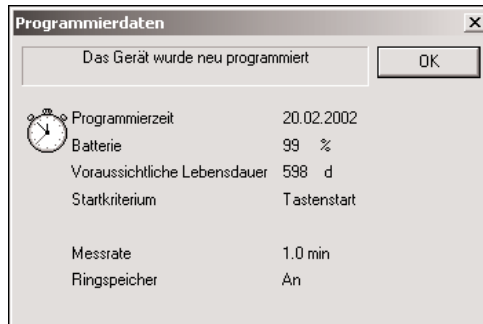 Programmierdaten
Das Gerät wurde neu programmiert
OK
Programmierzeit 20.02.2002
Batterie 99 %
Voraussichtliche Lebensdauer 598 d
Startkriterium Tastenstart
Messrate 1.0 min
Ringspeicher An